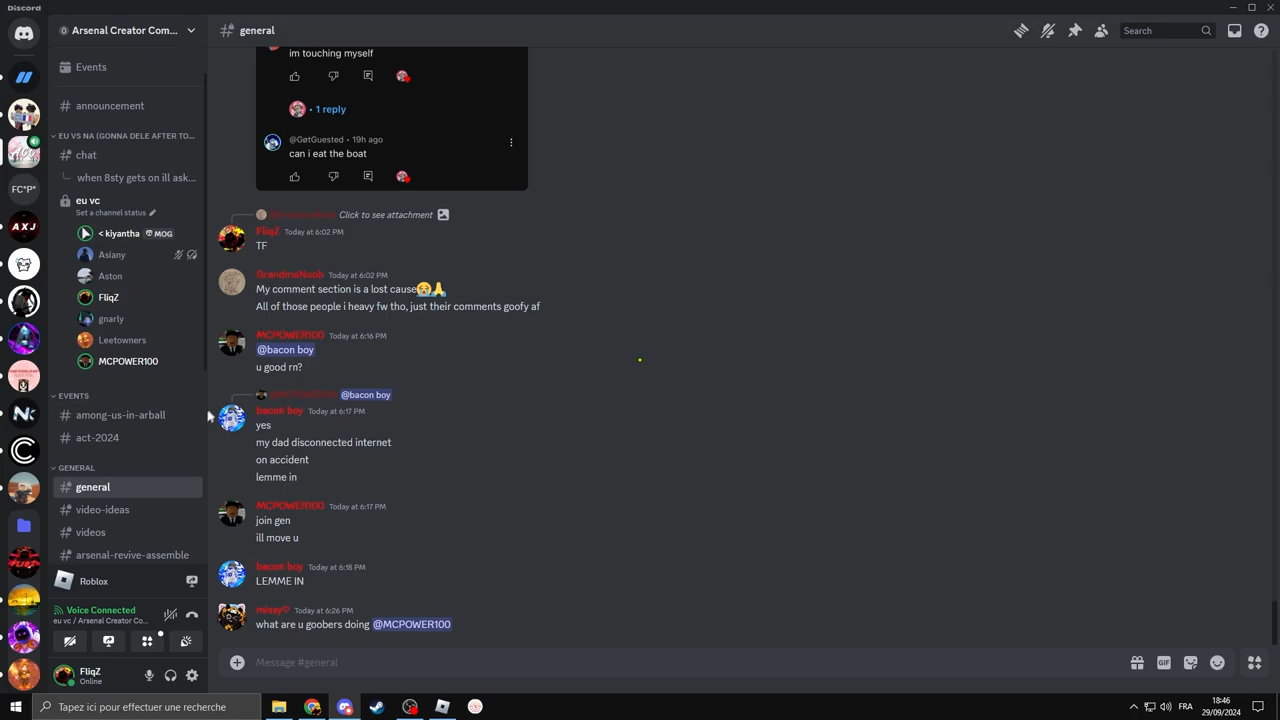 Discord
Arsenal Creator Com...
general
Search
Events
announcement
EU VS NA (GONNA DELE AFTER TO...
chat
when 8sty gets on ill ask...
FC*P*
eu vc
Set a channel status
AXJ
< kiyantha
MOG
Asiany
Aston
FliqZ
gnarly
Leetowners
MCPOWER100
EVENTS
among-us-in-arball
act-2024
GENERAL
general
video-ideas
videos
arsenal-revive-assemble
Roblox
Voice Connected
eu vc / Arsenal Creator Co...
FliqZ
Online
im touching myself
• 1 reply
@GøtGuested • 19h ago
can i eat the boat
Click to see attachment
FliqZ Today at 6:02 PM
TF
GrandmaNoob Today at 6:02 PM
My comment section is a lost cause😭🙏
All of those people i heavy fw tho, just their comments goofy af
MCPOWER100 Today at 6:16 PM
@bacon boy
u good rn?
@MCPOWER100 @bacon boy
bacon boy Today at 6:17 PM
yes
my dad disconnected internet
on accident
lemme in
MCPOWER100 Today at 6:17 PM
join gen
ill move u
bacon boy Today at 6:18 PM
LEMME IN
missy♡ Today at 6:26 PM
what are u goobers doing @MCPOWER100
Message #general
GIF
Tapez ici pour effectuer une recherche
FRA
18:46
29/09/2024